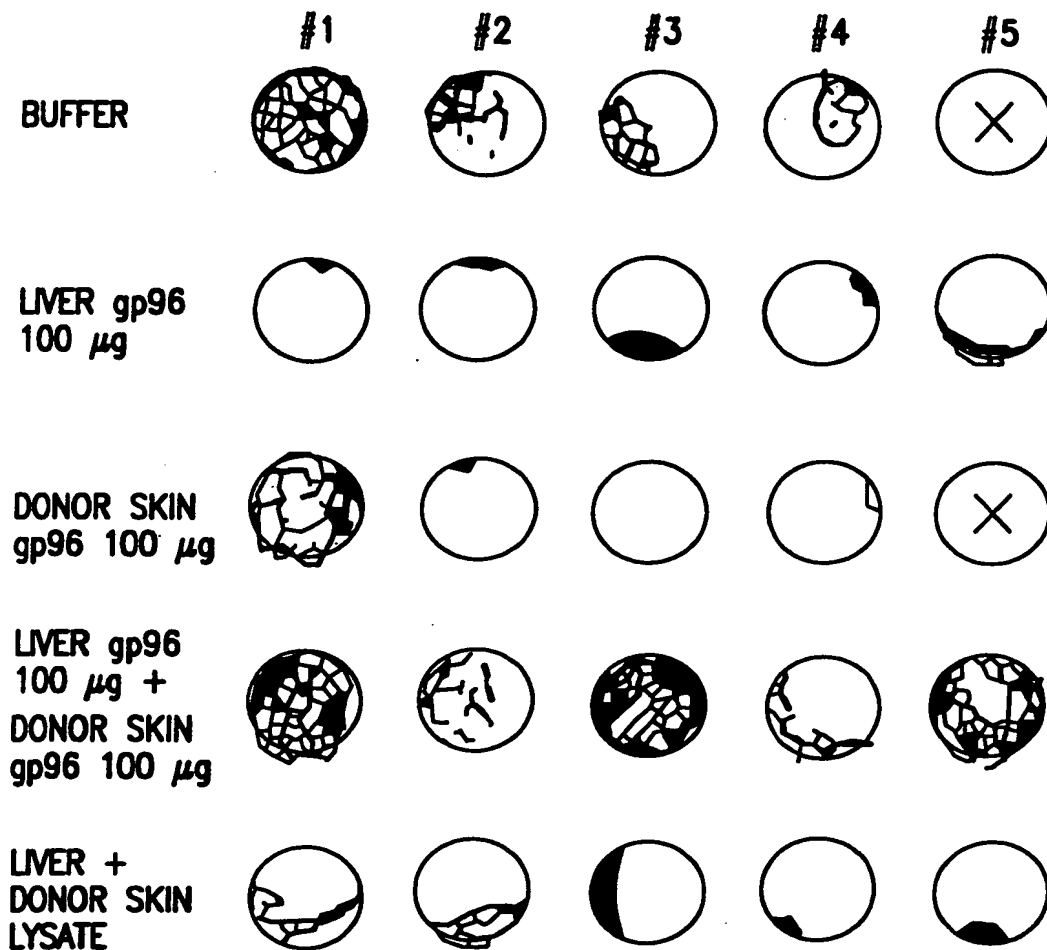 #1 #2 #3 #4 #5
BUFFER
LIVER gp96
100 μg
DONOR SKIN
gp96 100 μg
LIVER gp96
100 μg +
DONOR SKIN
gp96 100 μg
LIVER +
DONOR SKIN
LYSATE